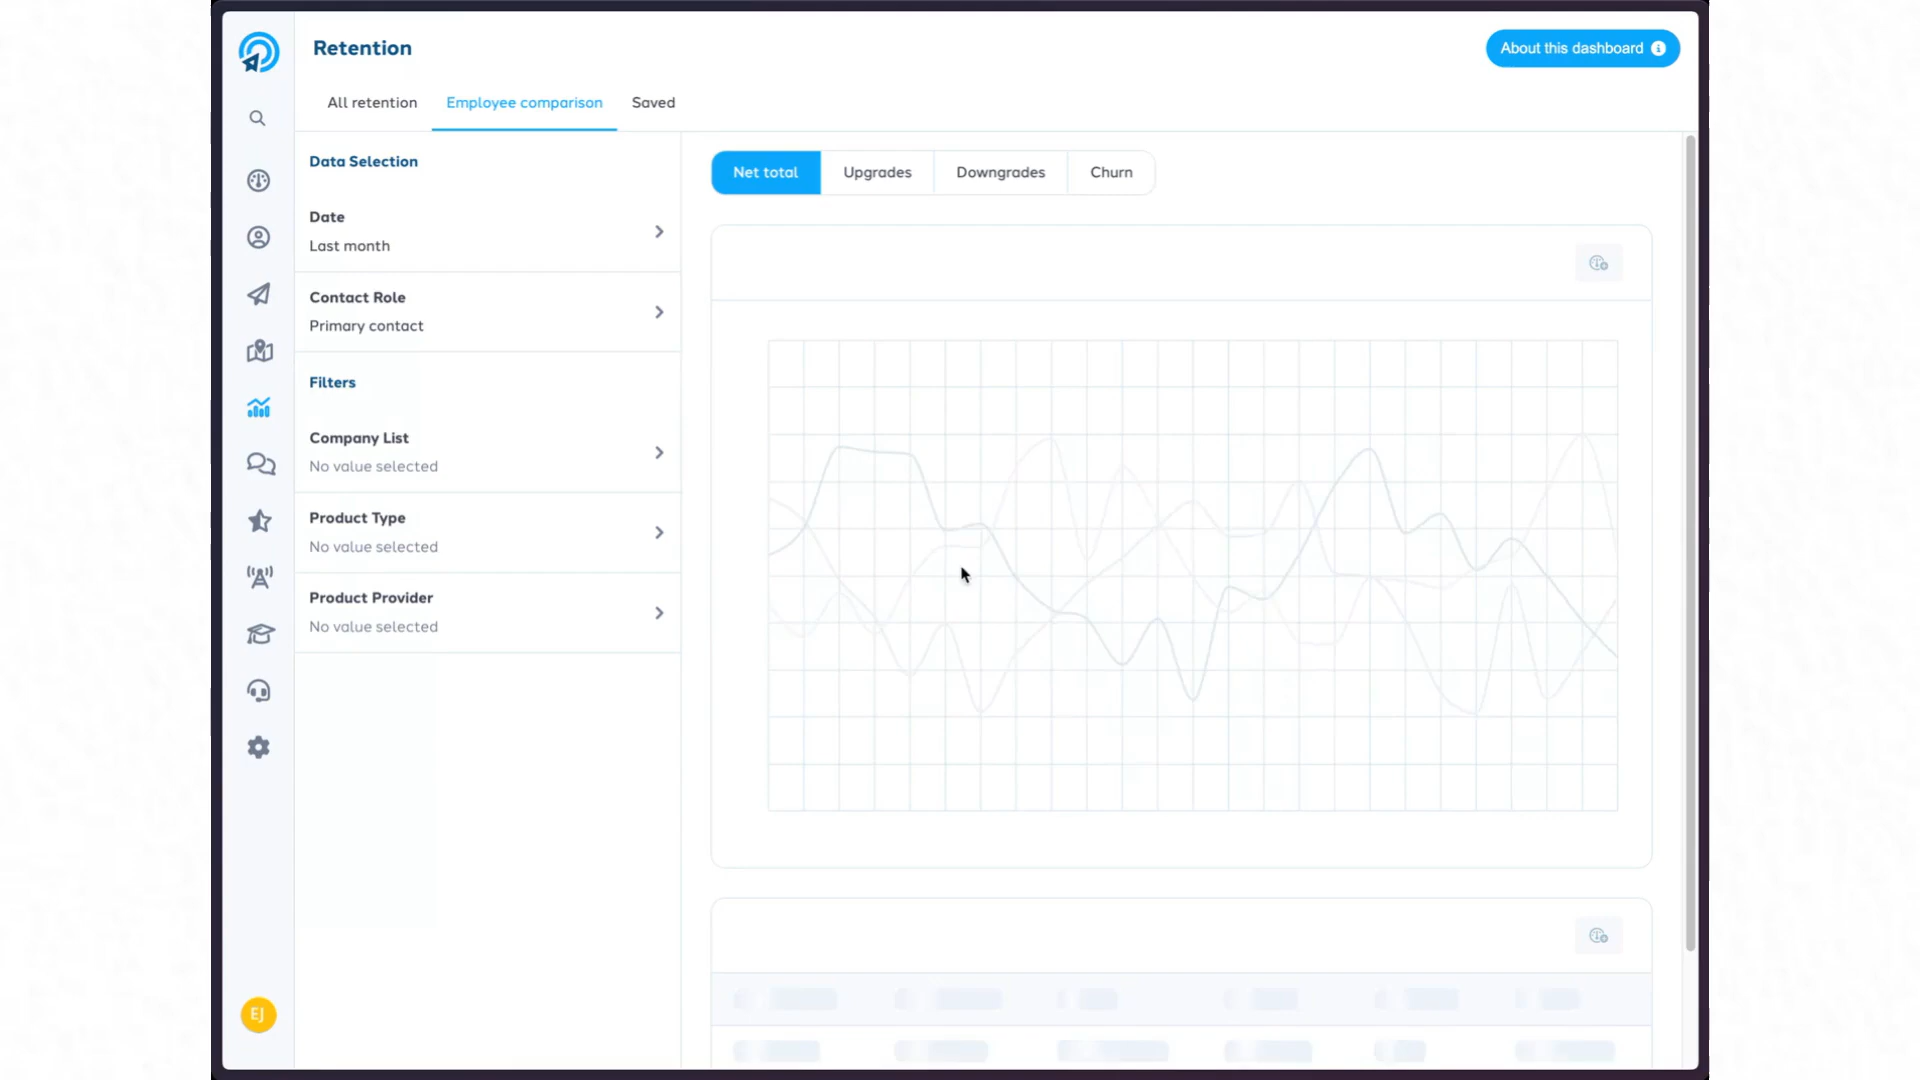 Retention
About this dashboard
All retention
Employee comparison
Saved
Data Selection
Date
Last month
Contact Role
Primary contact
Filters
Company List
No value selected
Product Type
No value selected
Product Provider
No value selected
Net total
Upgrades
Downgrades
Churn
EJ